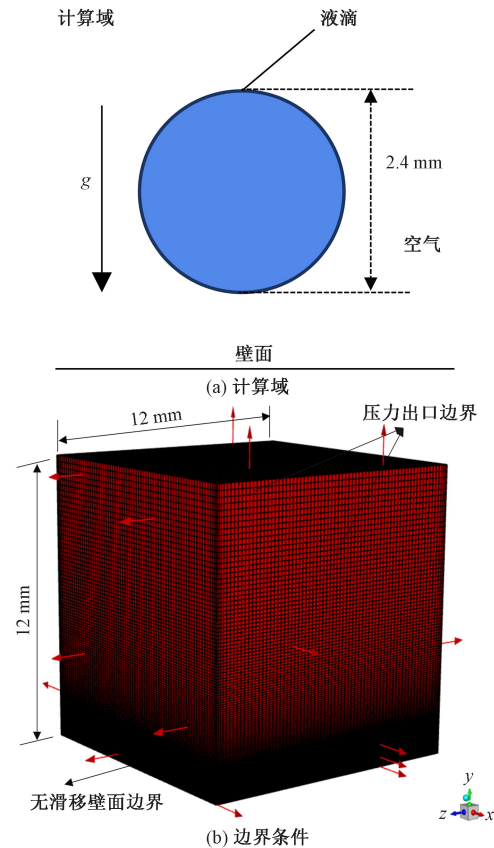 计算域
液滴
g
2.4 mm
空气
壁面
(a) 计算域
12 mm
压力出口边界
12 mm
无滑移壁面边界
y
z
x
(b) 边界条件